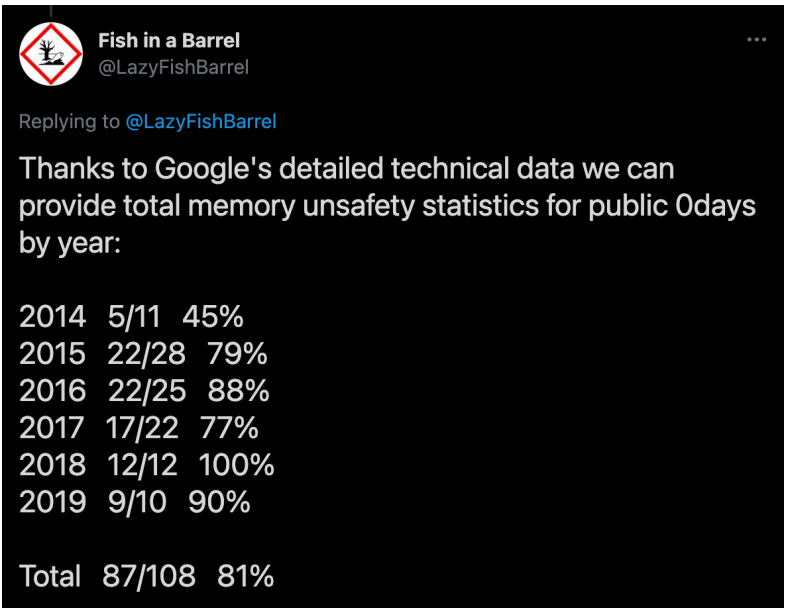 Fish in a Barrel
@LazyFishBarrel
Replying to @LazyFishBarrel
Thanks to Google's detailed technical data we can
provide total memory unsafety statistics for public 0days
by year:
2014 5/11 45%
2015 22/28 79%
2016 22/25 88%
2017 17/22 77%
2018 12/12 100%
2019 9/10 90%
Total 87/108 81%